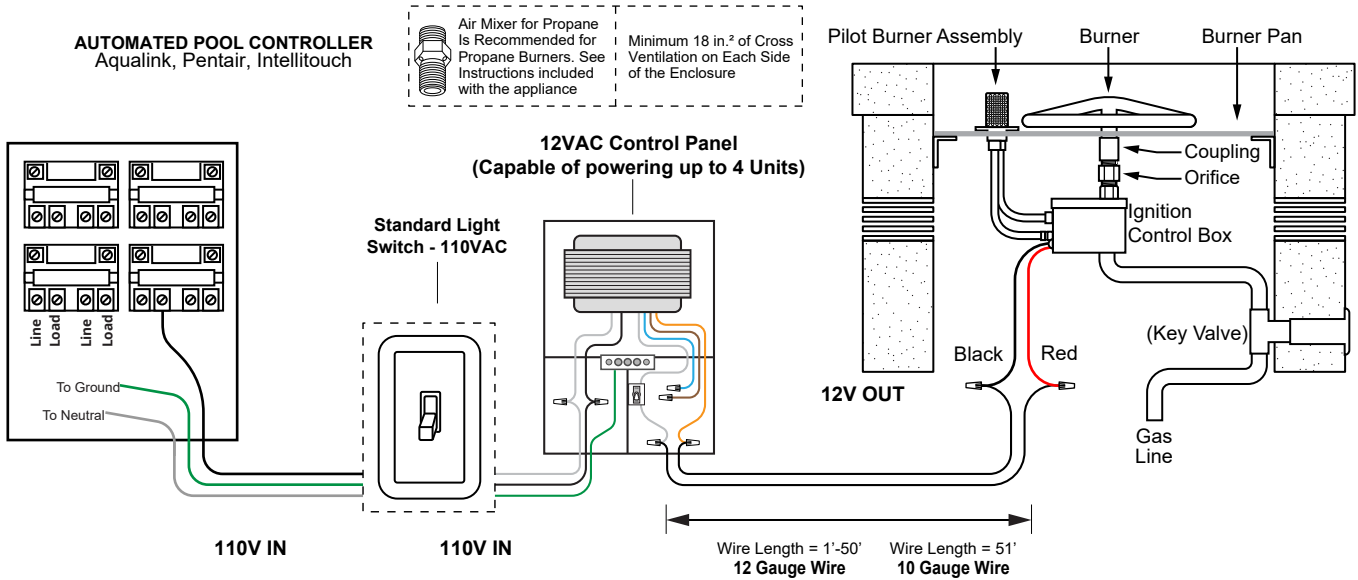 AUTOMATED POOL CONTROLLER
Aqualink, Pentair, Intellitouch
Air Mixer for Propane
Is Recommended for
Propane Burners. See
Instructions included
with the appliance
Minimum 18 in.² of Cross
Ventilation on Each Side
of the Enclosure
Pilot Burner Assembly
Burner
Burner Pan
12VAC Control Panel
(Capable of powering up to 4 Units)
Coupling
Orifice
Ignition
Control Box
Standard Light
Switch - 110VAC
Line
Load
Line
Load
(Key Valve)
Black
Red
To Ground
To Neutral
12V OUT
Gas
Line
110V IN
110V IN
Wire Length = 1’-50’
12 Gauge Wire
Wire Length = 51’
10 Gauge Wire